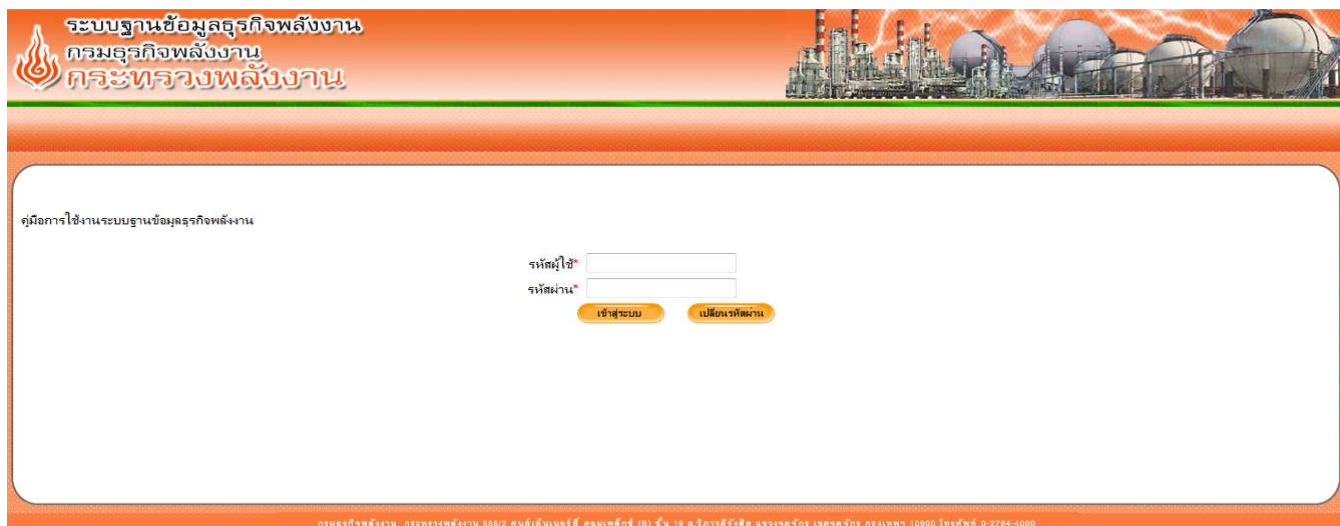 ระบบฐานข้อมูลธุรกิจพลังงาน
กรมธุรกิจพลังงาน
กระทรวงพลังงาน
คู่มือการใช้งานระบบฐานข้อมูลธุรกิจพลังงาน
รหัสผู้ใช้*
รหัสผ่าน*
เข้าสู่ระบบ เปลี่ยนรหัสผ่าน
กรมธุรกิจพลังงาน กระทรวงพลังงาน 555/2 ศูนย์เอ็นเนอร์ยี่ คอมเพล็กซ์ (B) ชั้น 19 ถ.วิภาวดีรังสิต แขวงจตุจักร เขตจตุจักร กรุงเทพฯ 10900 โทรศัพท์ 0-2794-4000